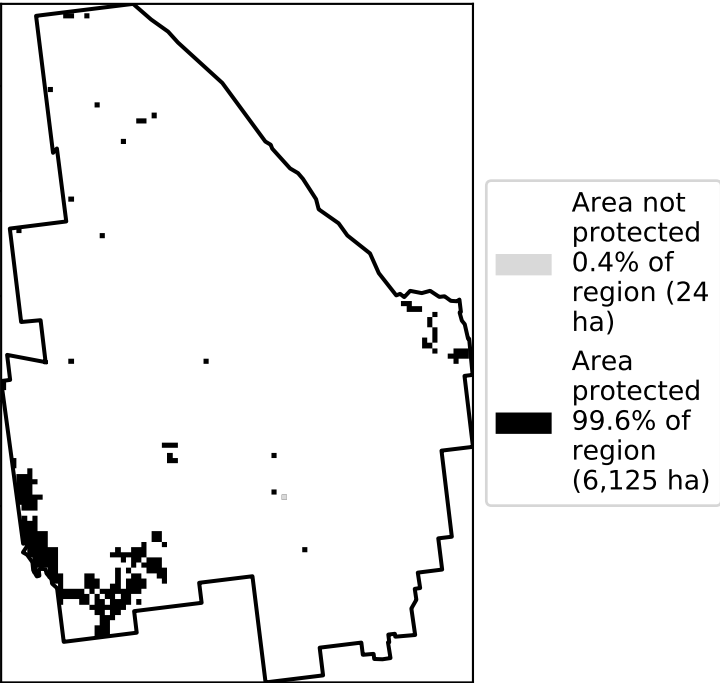 Area not
protected
0.4% of
region (24
ha)
Area
protected
99.6% of
region
(6,125 ha)